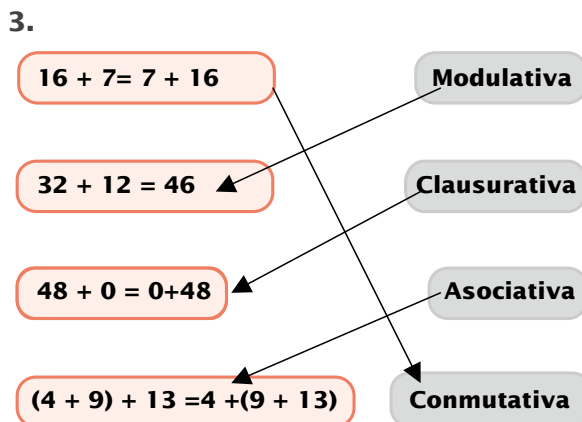 3.
16 + 7= 7 + 16
Modulativa
32 + 12 = 46
Clausurativa
48 + 0 = 0+48
Asociativa
(4 + 9) + 13 =4 +(9 + 13)
Conmutativa